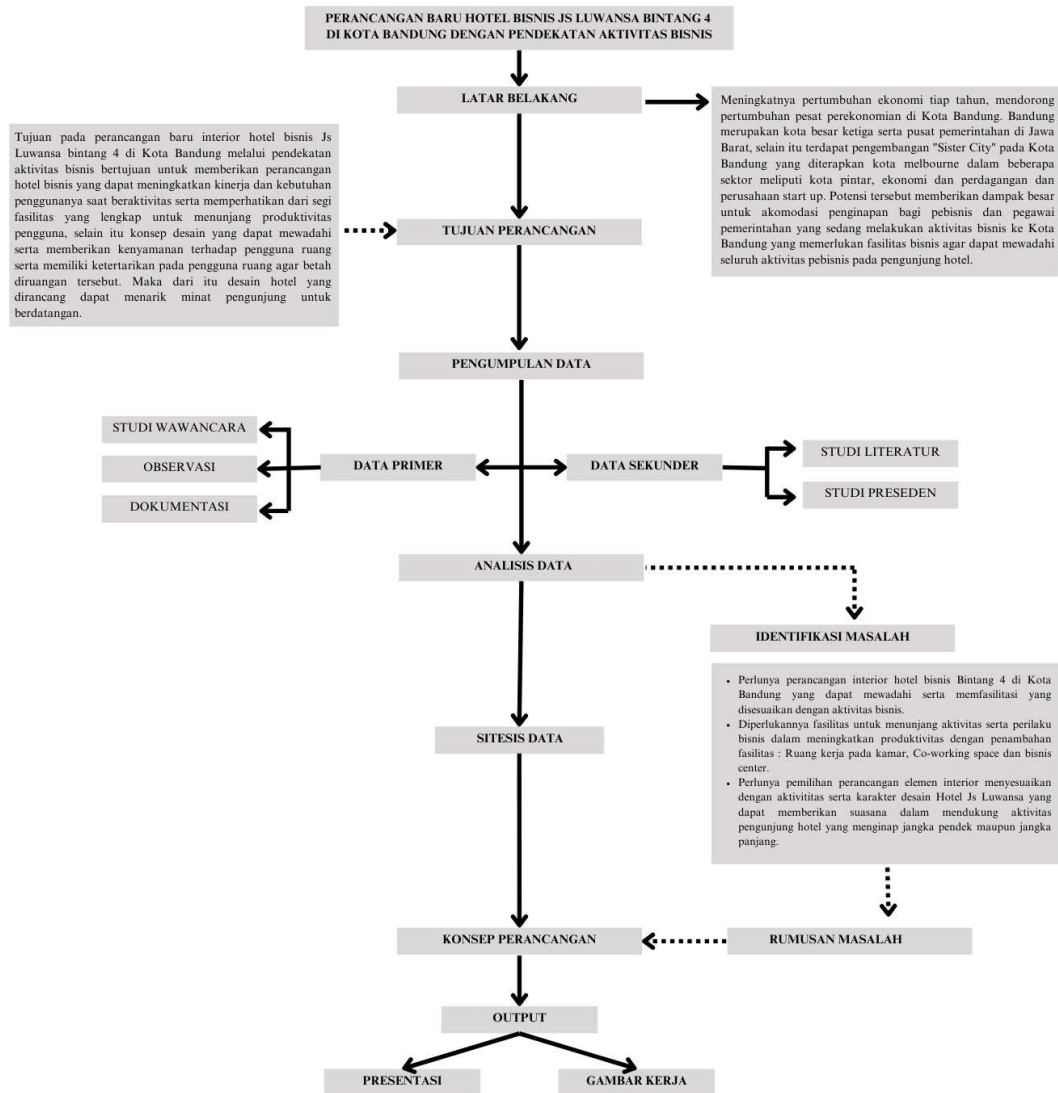 PERANCANGAN BARU HOTEL BISNIS JS LUWANSA BINTANG 4
DI KOTA BANDUNG DENGAN PENDEKATAN AKTIVITAS BISNIS
LATAR BELAKANG
Meningkatnya pertumbuhan ekonomi tiap tahun, mendorong
pertumbuhan pesat perekonomian di Kota Bandung. Bandung
merupakan kota besar ketiga serta pusat pemerintahan di Jawa
Barat, selain itu terdapat pengembangan "Sister City" pada Kota
Bandung yang diterapkan kota melbourne dalam beberapa
sektor meliputi kota pintar, ekonomi dan perdagangan dan
perusahaan start up. Potensi tersebut memberikan dampak besar
untuk akomodasi penginapan bagi pebisnis dan pegawai
pemerintahan yang sedang melakukan aktivitas bisnis ke Kota
Bandung yang memerlukan fasilitas bisnis agar dapat mewadahi
seluruh aktivitas pebisnis pada pengunjung hotel.
Tujuan pada perancangan baru interior hotel bisnis Js
Luwansa bintang 4 di Kota Bandung melalui pendekatan
aktivitas bisnis bertujuan untuk memberikan perancangan
hotel bisnis yang dapat meningkatkan kinerja dan kebutuhan
penggunanya saat beraktivitas serta memperhatikan dari segi
fasilitas yang lengkap untuk menunjang produktivitas
pengguna, selain itu konsep desain yang dapat mewadahi
serta memberikan kenyamanan terhadap pengguna ruang
serta memiliki ketertarikan pada pengguna ruang agar betah
diruangan tersebut. Maka dari itu desain hotel yang
dirancang dapat menarik minat pengunjung untuk
berdatangan.
TUJUAN PERANCANGAN
PENGUMPULAN DATA
STUDI WAWANCARA
OBSERVASI
DOKUMENTASI
DATA PRIMER
DATA SEKUNDER
STUDI LITERATUR
STUDI PRESEDEN
ANALISIS DATA
IDENTIFIKASI MASALAH
• Perlunya perancangan interior hotel bisnis Bintang 4 di Kota
Bandung yang dapat mewadahi serta memfasilitasi yang
disesuaikan dengan aktivitas bisnis.
• Diperlukannya fasilitas untuk menunjang aktivitas serta perilaku
bisnis dalam meningkatkan produktivitas dengan penambahan
fasilitas : Ruang kerja pada kamar, Co-working space dan bisnis
center.
• Perlunya pemilihan perancangan elemen interior menyesuaikan
dengan aktivititas serta karakter desain Hotel Js Luwansa yang
dapat memberikan suasana dalam mendukung aktivitas
pengunjung hotel yang menginap jangka pendek maupun jangka
panjang.
SITESIS DATA
KONSEP PERANCANGAN
RUMUSAN MASALAH
OUTPUT
PRESENTASI
GAMBAR KERJA